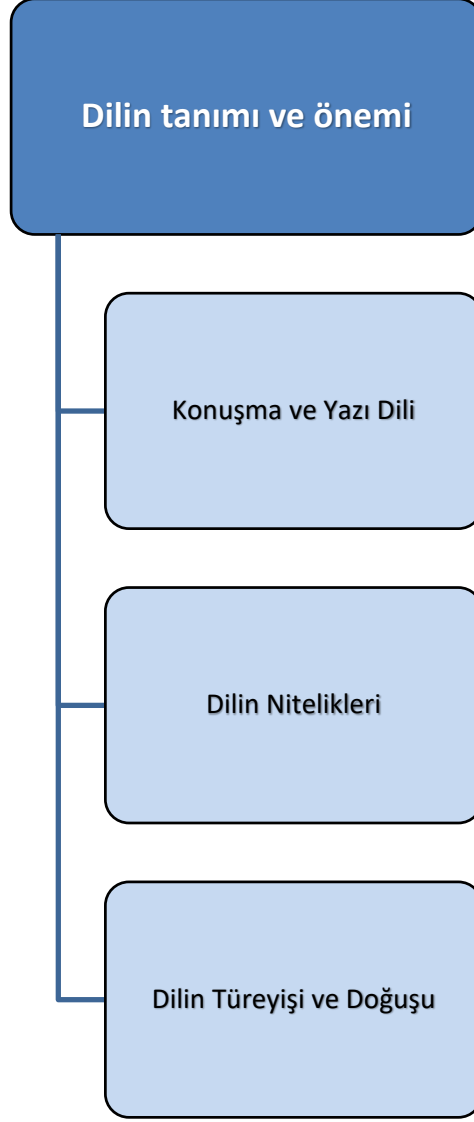 Dilin tanımı ve önemi
Konuşma ve Yazı Dili
Dilin Nitelikleri
Dilin Türeyişi ve Doğuşu